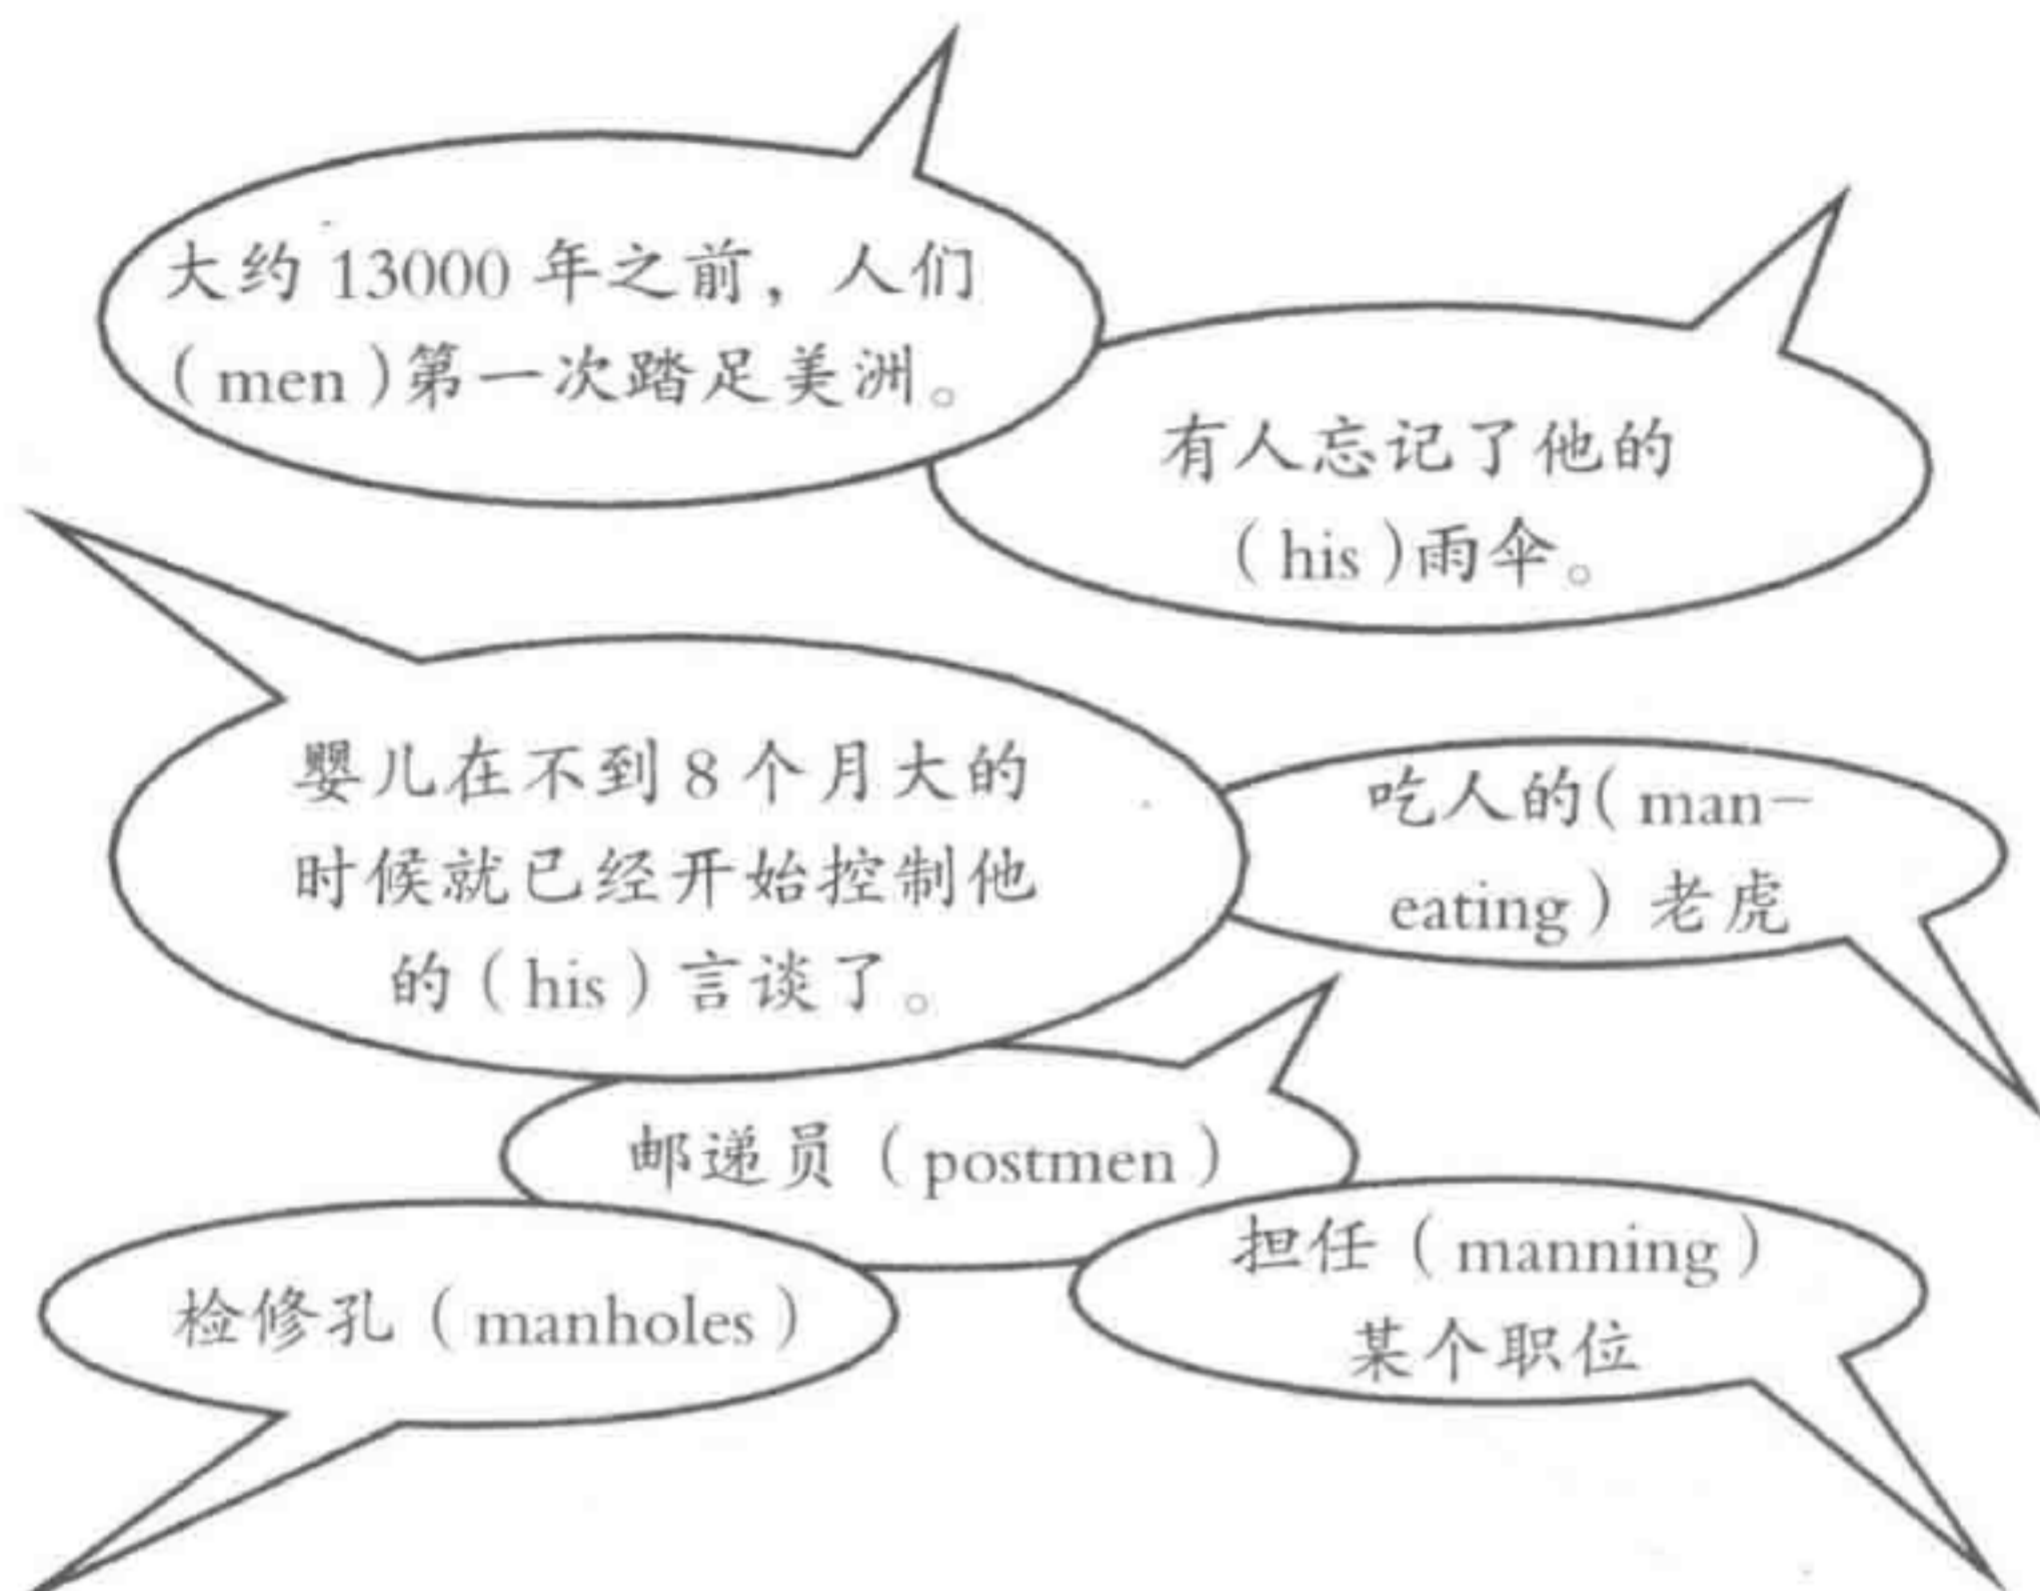 大约 13000 年之前，人们
（men）第一次踏足美洲。
有人忘记了他的
（his）雨伞。
婴儿在不到 8 个月大的
时候就已经开始控制他
的（his）言谈了。
吃人的（man-
eating）老虎
邮递员（postmen）
检修孔（manholes）
担任（manning）
某个职位